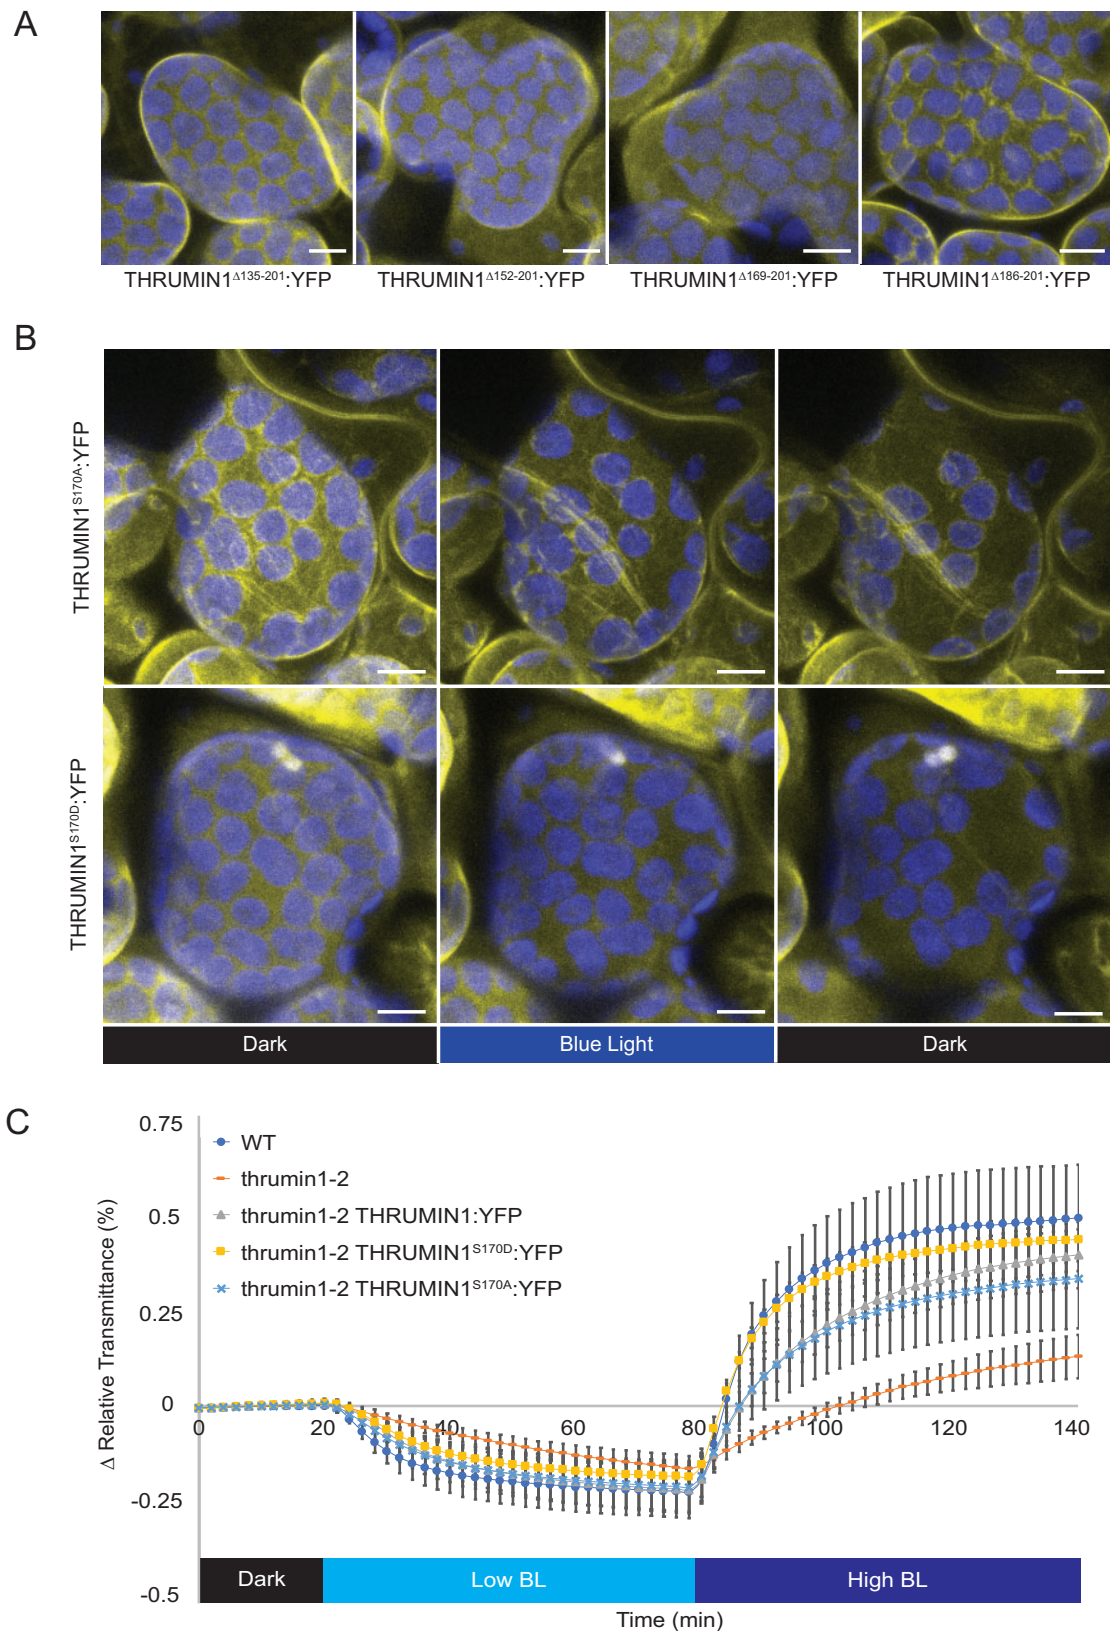 A
THRUMIN1Δ135-201:YFP
THRUMIN1Δ152-201:YFP
THRUMIN1Δ169-201:YFP
THRUMIN1Δ186-201:YFP
B
THRUMIN1S170A:YFP
THRUMIN1S170D:YFP
Dark
Blue Light
Dark
C
Δ Relative Transmittance (%)
0.75
0.5
0.25
0
-0.25
-0.5
WT
thrumin1-2
thrumin1-2 THRUMIN1:YFP
thrumin1-2 THRUMIN1S170D:YFP
thrumin1-2 THRUMIN1S170A:YFP
0 20 40 60 80 100 120 140
Dark
Low BL
High BL
Time (min)